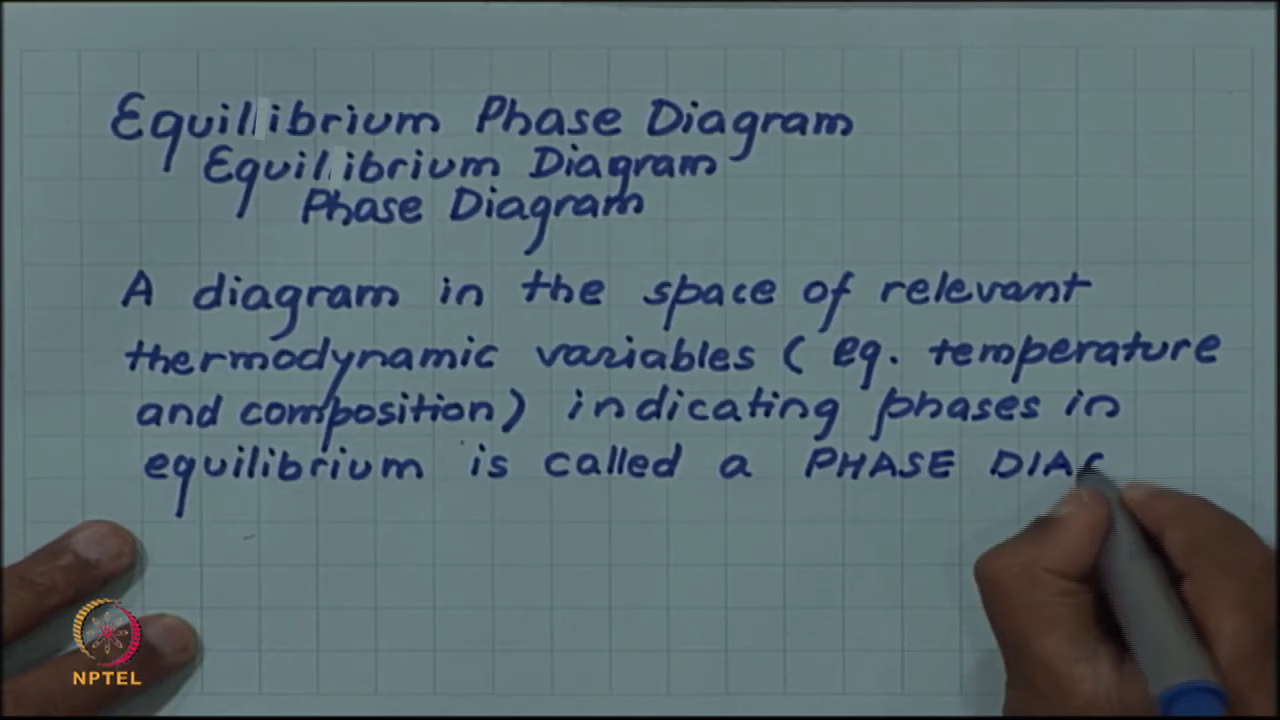 Equilibrium Phase Diagram
Equilibrium Diagram
Phase Diagram
A diagram in the space of relevant
thermodynamic variables (eg. temperature
and composition) indicating phases in
equilibrium is called a PHASE DIAG
NPTEL